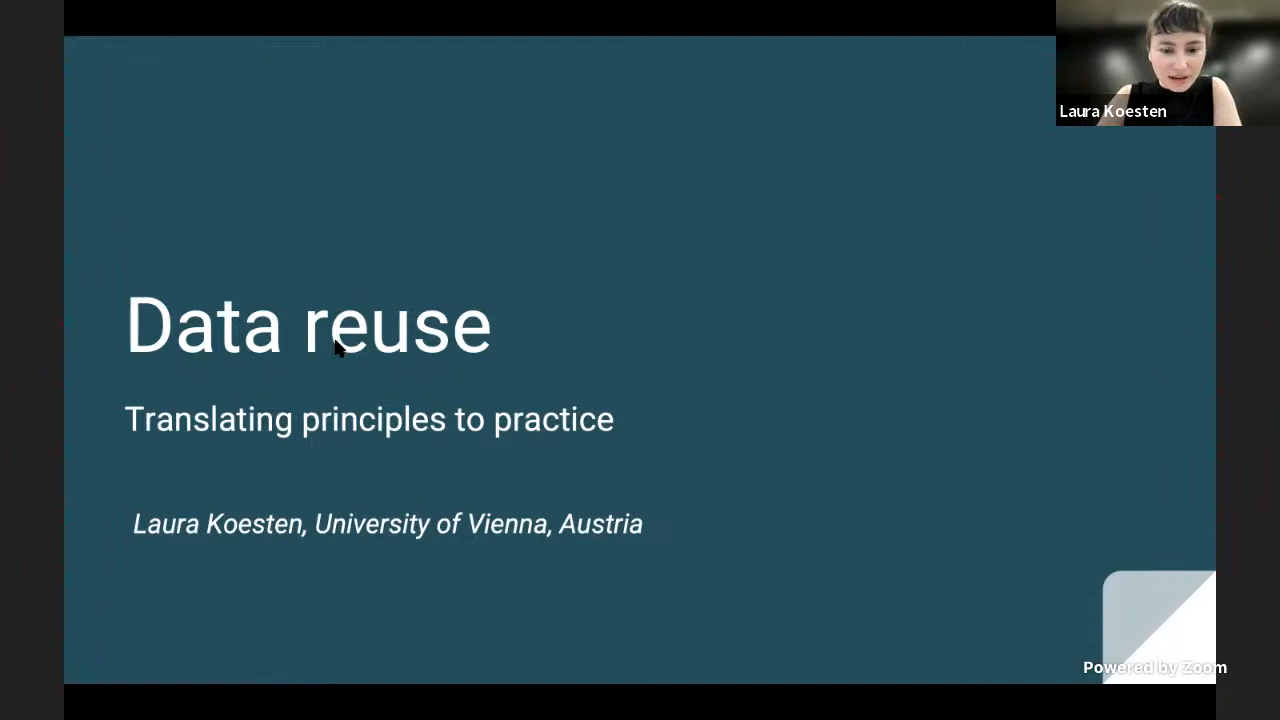 Laura Koesten
Data reuse
Translating principles to practice
Laura Koesten, University of Vienna, Austria
Powered by Zoom